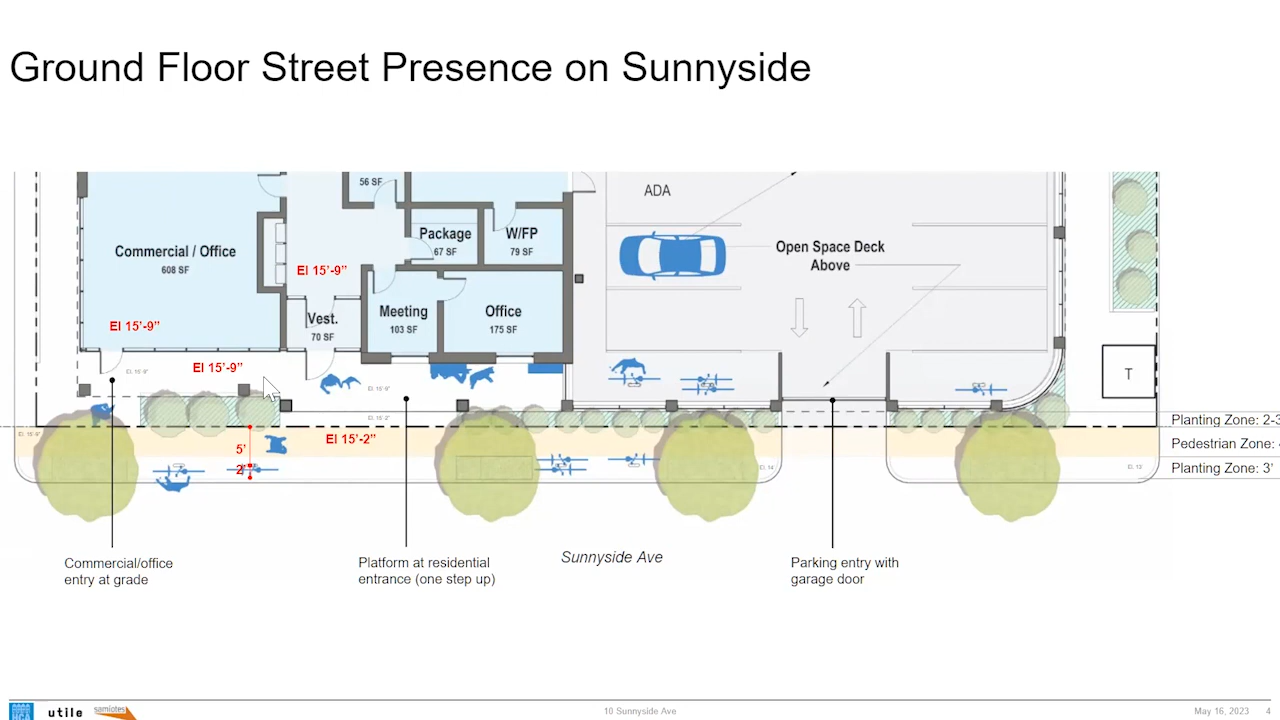 Ground Floor Street Presence on Sunnyside
56 SF
ADA
Package
67 SF
W/FP
79 SF
Commercial / Office
608 SF
El 15'-9"
Open Space Deck
Above
El 15'-9"
Vest.
70 SF
Meeting
103 SF
Office
175 SF
El 15'-9"
T
El 15'-2"
5'
2'
Planting Zone: 2-3
Pedestrian Zone:
Planting Zone: 3'
Commercial/office
entry at grade
Platform at residential
entrance (one step up)
Sunnyside Ave
Parking entry with
garage door
HCA
utile
samiotes
10 Sunnyside Ave
May 16, 2023
4